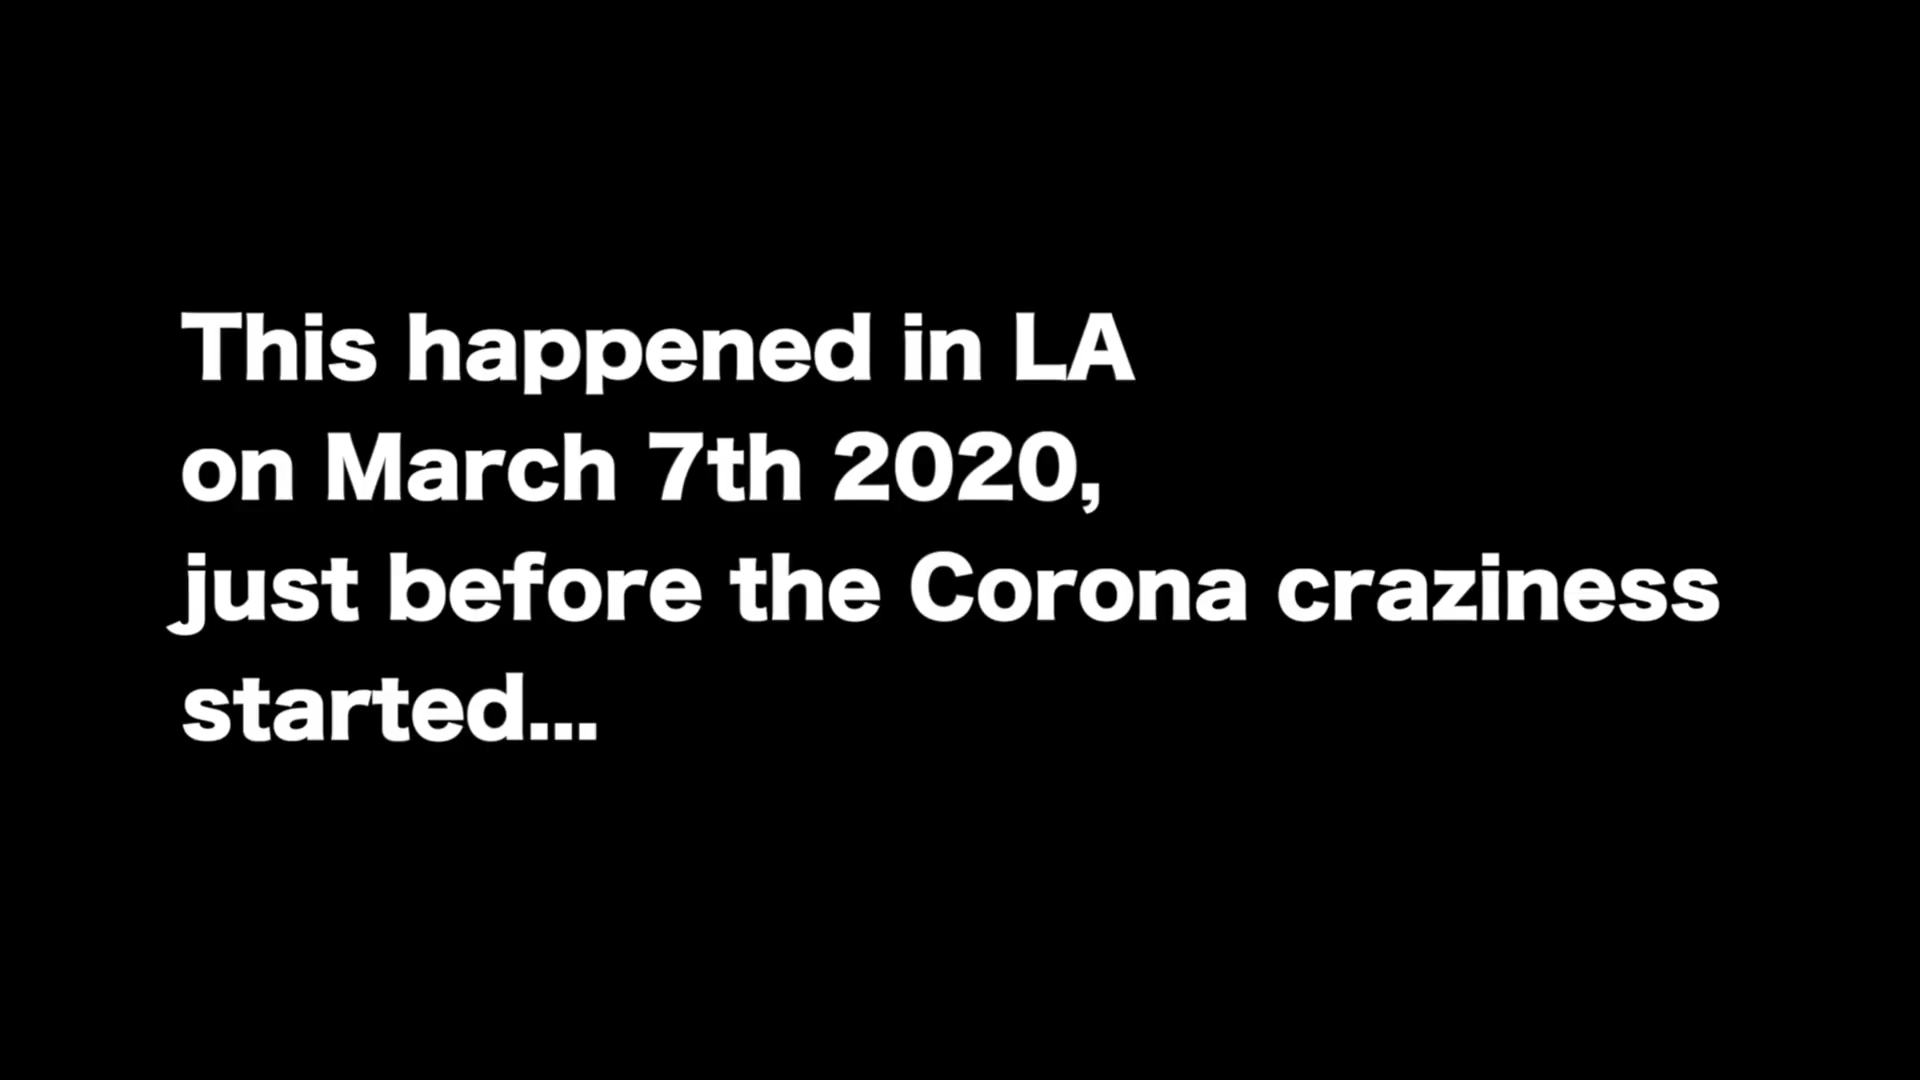 This happened in LA
on March 7th 2020,
just before the Corona craziness
started...